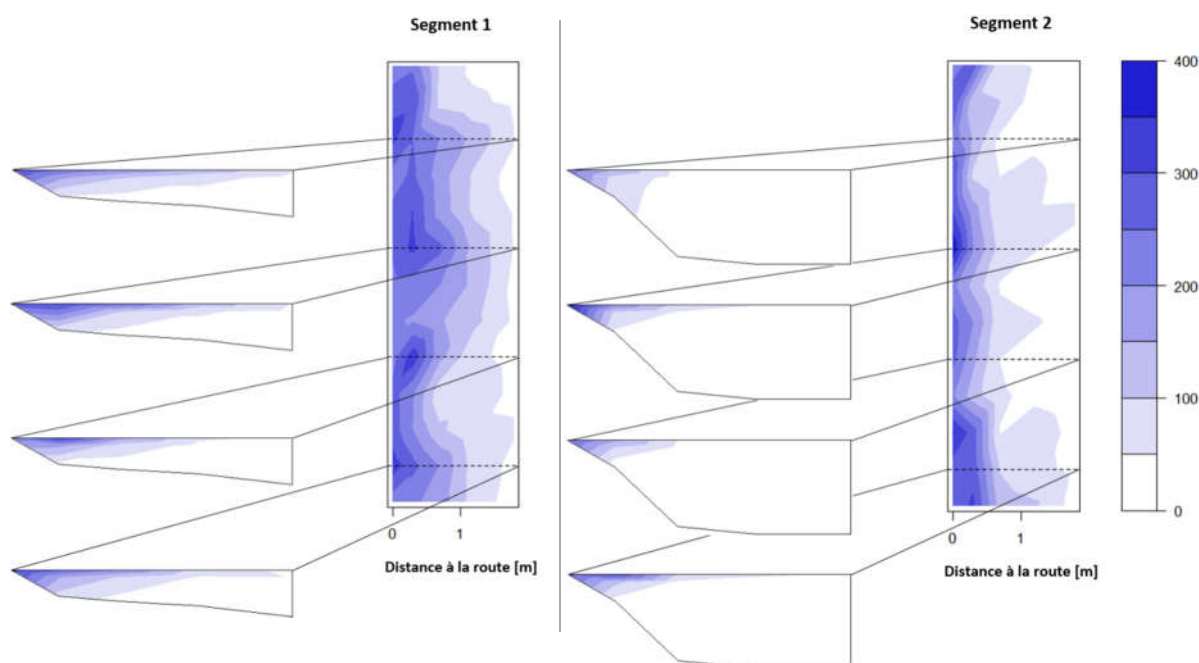 Segment 1
Segment 2
400
300
200
100
0
0 1
0 1
Distance à la route [m]
Distance à la route [m]